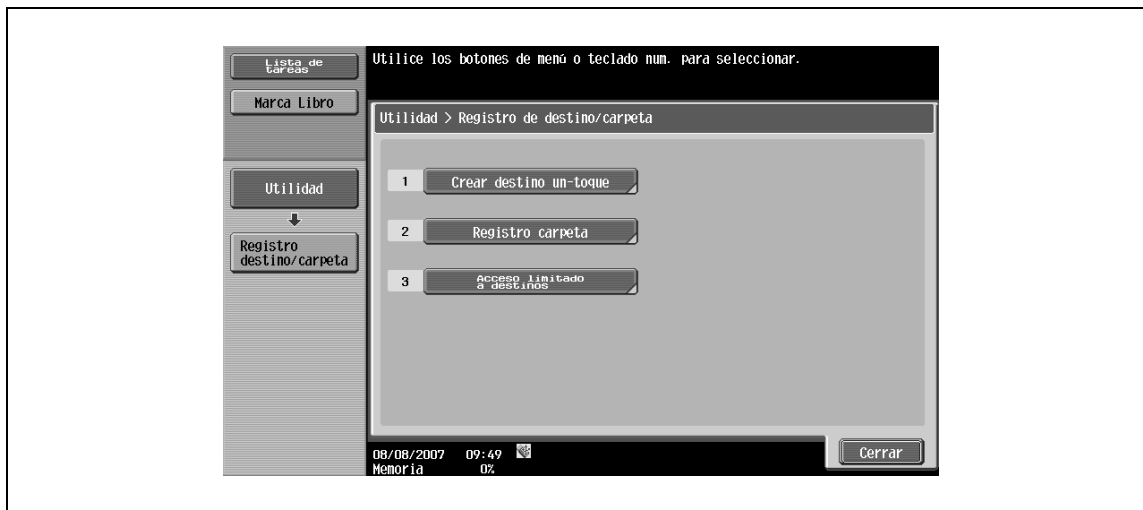 Lista de
tareas
Marca Libro
Utilidad
Registro
destino/carpeta
Utilice los botones de menú o teclado num. para seleccionar.
Utilidad > Registro de destino/carpeta
1 Crear destino un-toque
2 Registro carpeta
3 Acceso limitado
a destinos
08/08/2007 09:49
Memoria 0%
Cerrar